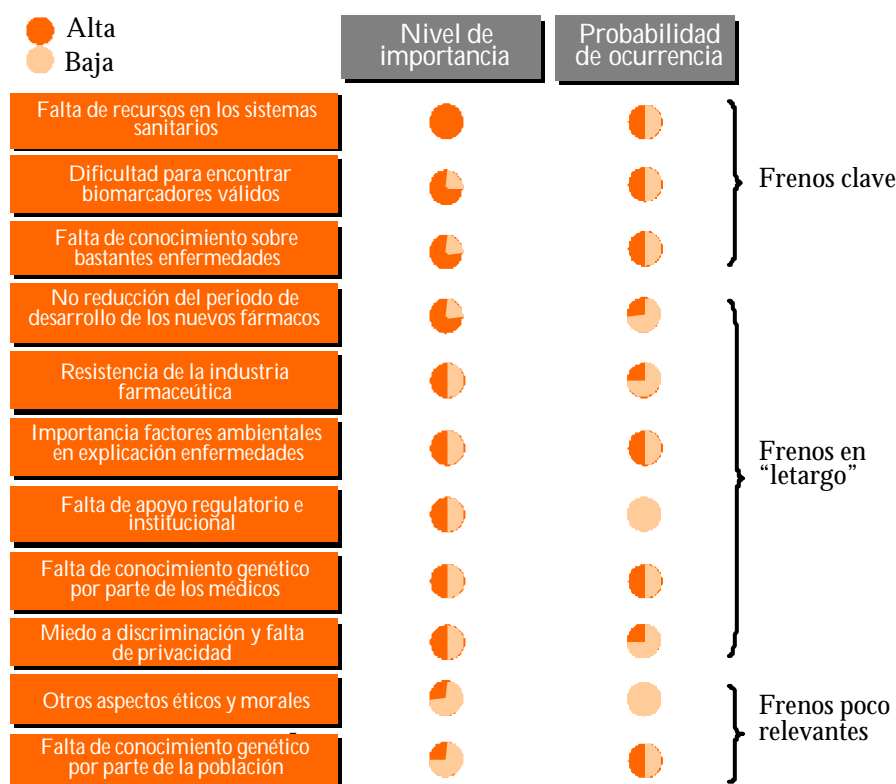 Alta
Baja
Nivel de
importancia
Probabilidad
de ocurrencia
Falta de recursos en los sistemas
sanitarios
Dificultad para encontrar
biomarcadores válidos
Falta de conocimiento sobre
bastantes enfermedades
Frenos clave
No reducción del periodo de
desarrollo de los nuevos fármacos
Resistencia de la industria
farmaceútica
Importancia factores ambientales
en explicación enfermedades
Falta de apoyo regulatorio e
institucional
Falta de conocimiento genético
por parte de los médicos
Miedo a discriminación y falta
de privacidad
Frenos en
“letargo”
Otros aspectos éticos y morales
Falta de conocimiento genético
por parte de la población
Frenos poco
relevantes